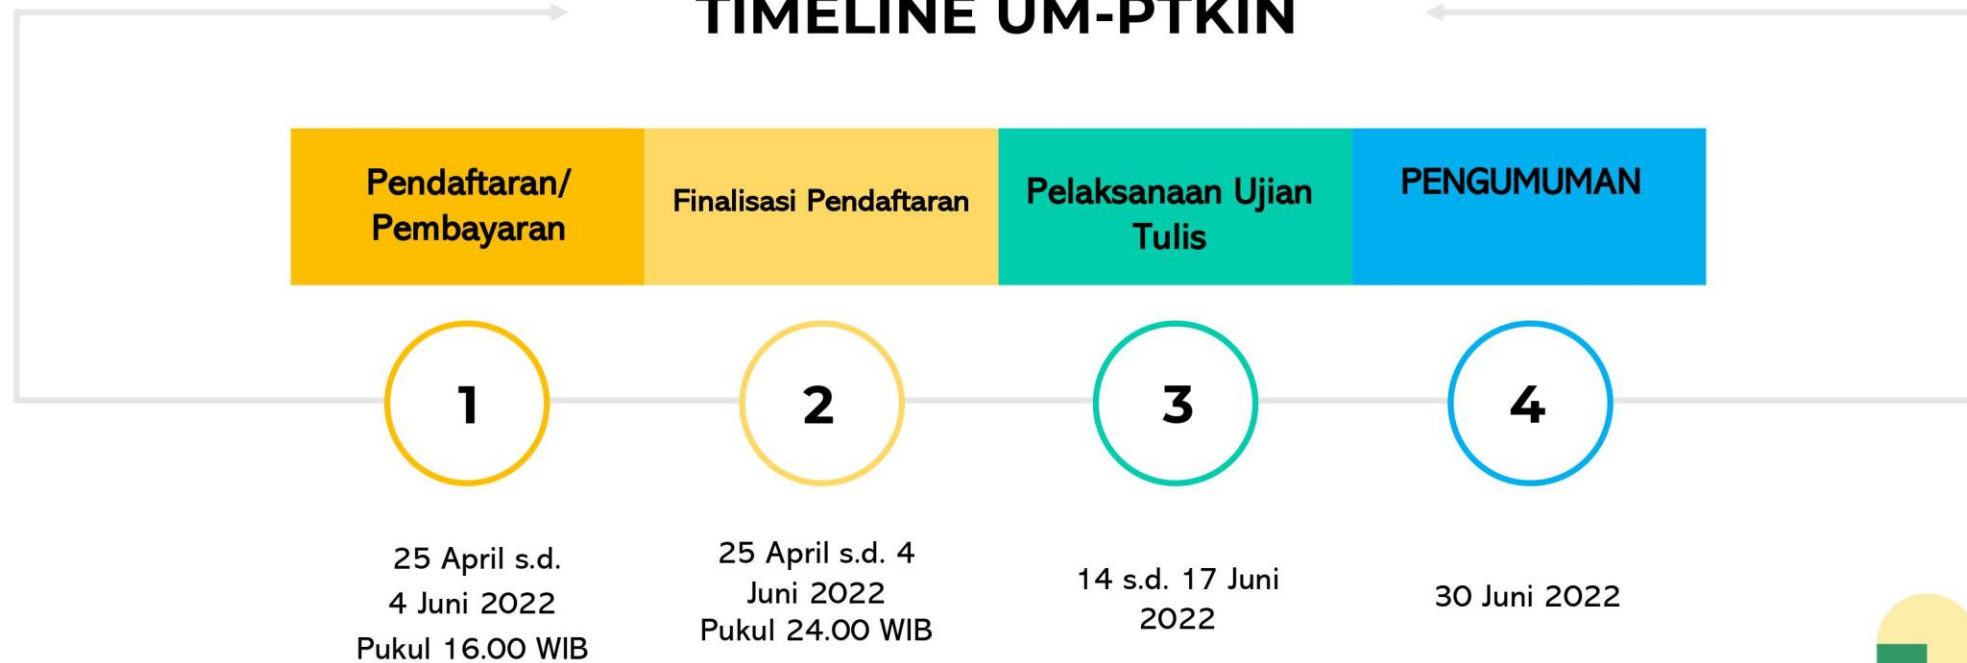 TIMELINE UM-PTKIN
Pendaftaran/
Pembayaran
Finalisasi Pendaftaran
Pelaksanaan Ujian
Tulis
PENGUMUMAN
1
2
3
4
25 April s.d.
4 Juni 2022
Pukul 16.00 WIB
25 April s.d. 4
Juni 2022
Pukul 24.00 WIB
14 s.d. 17 Juni
2022
30 Juni 2022